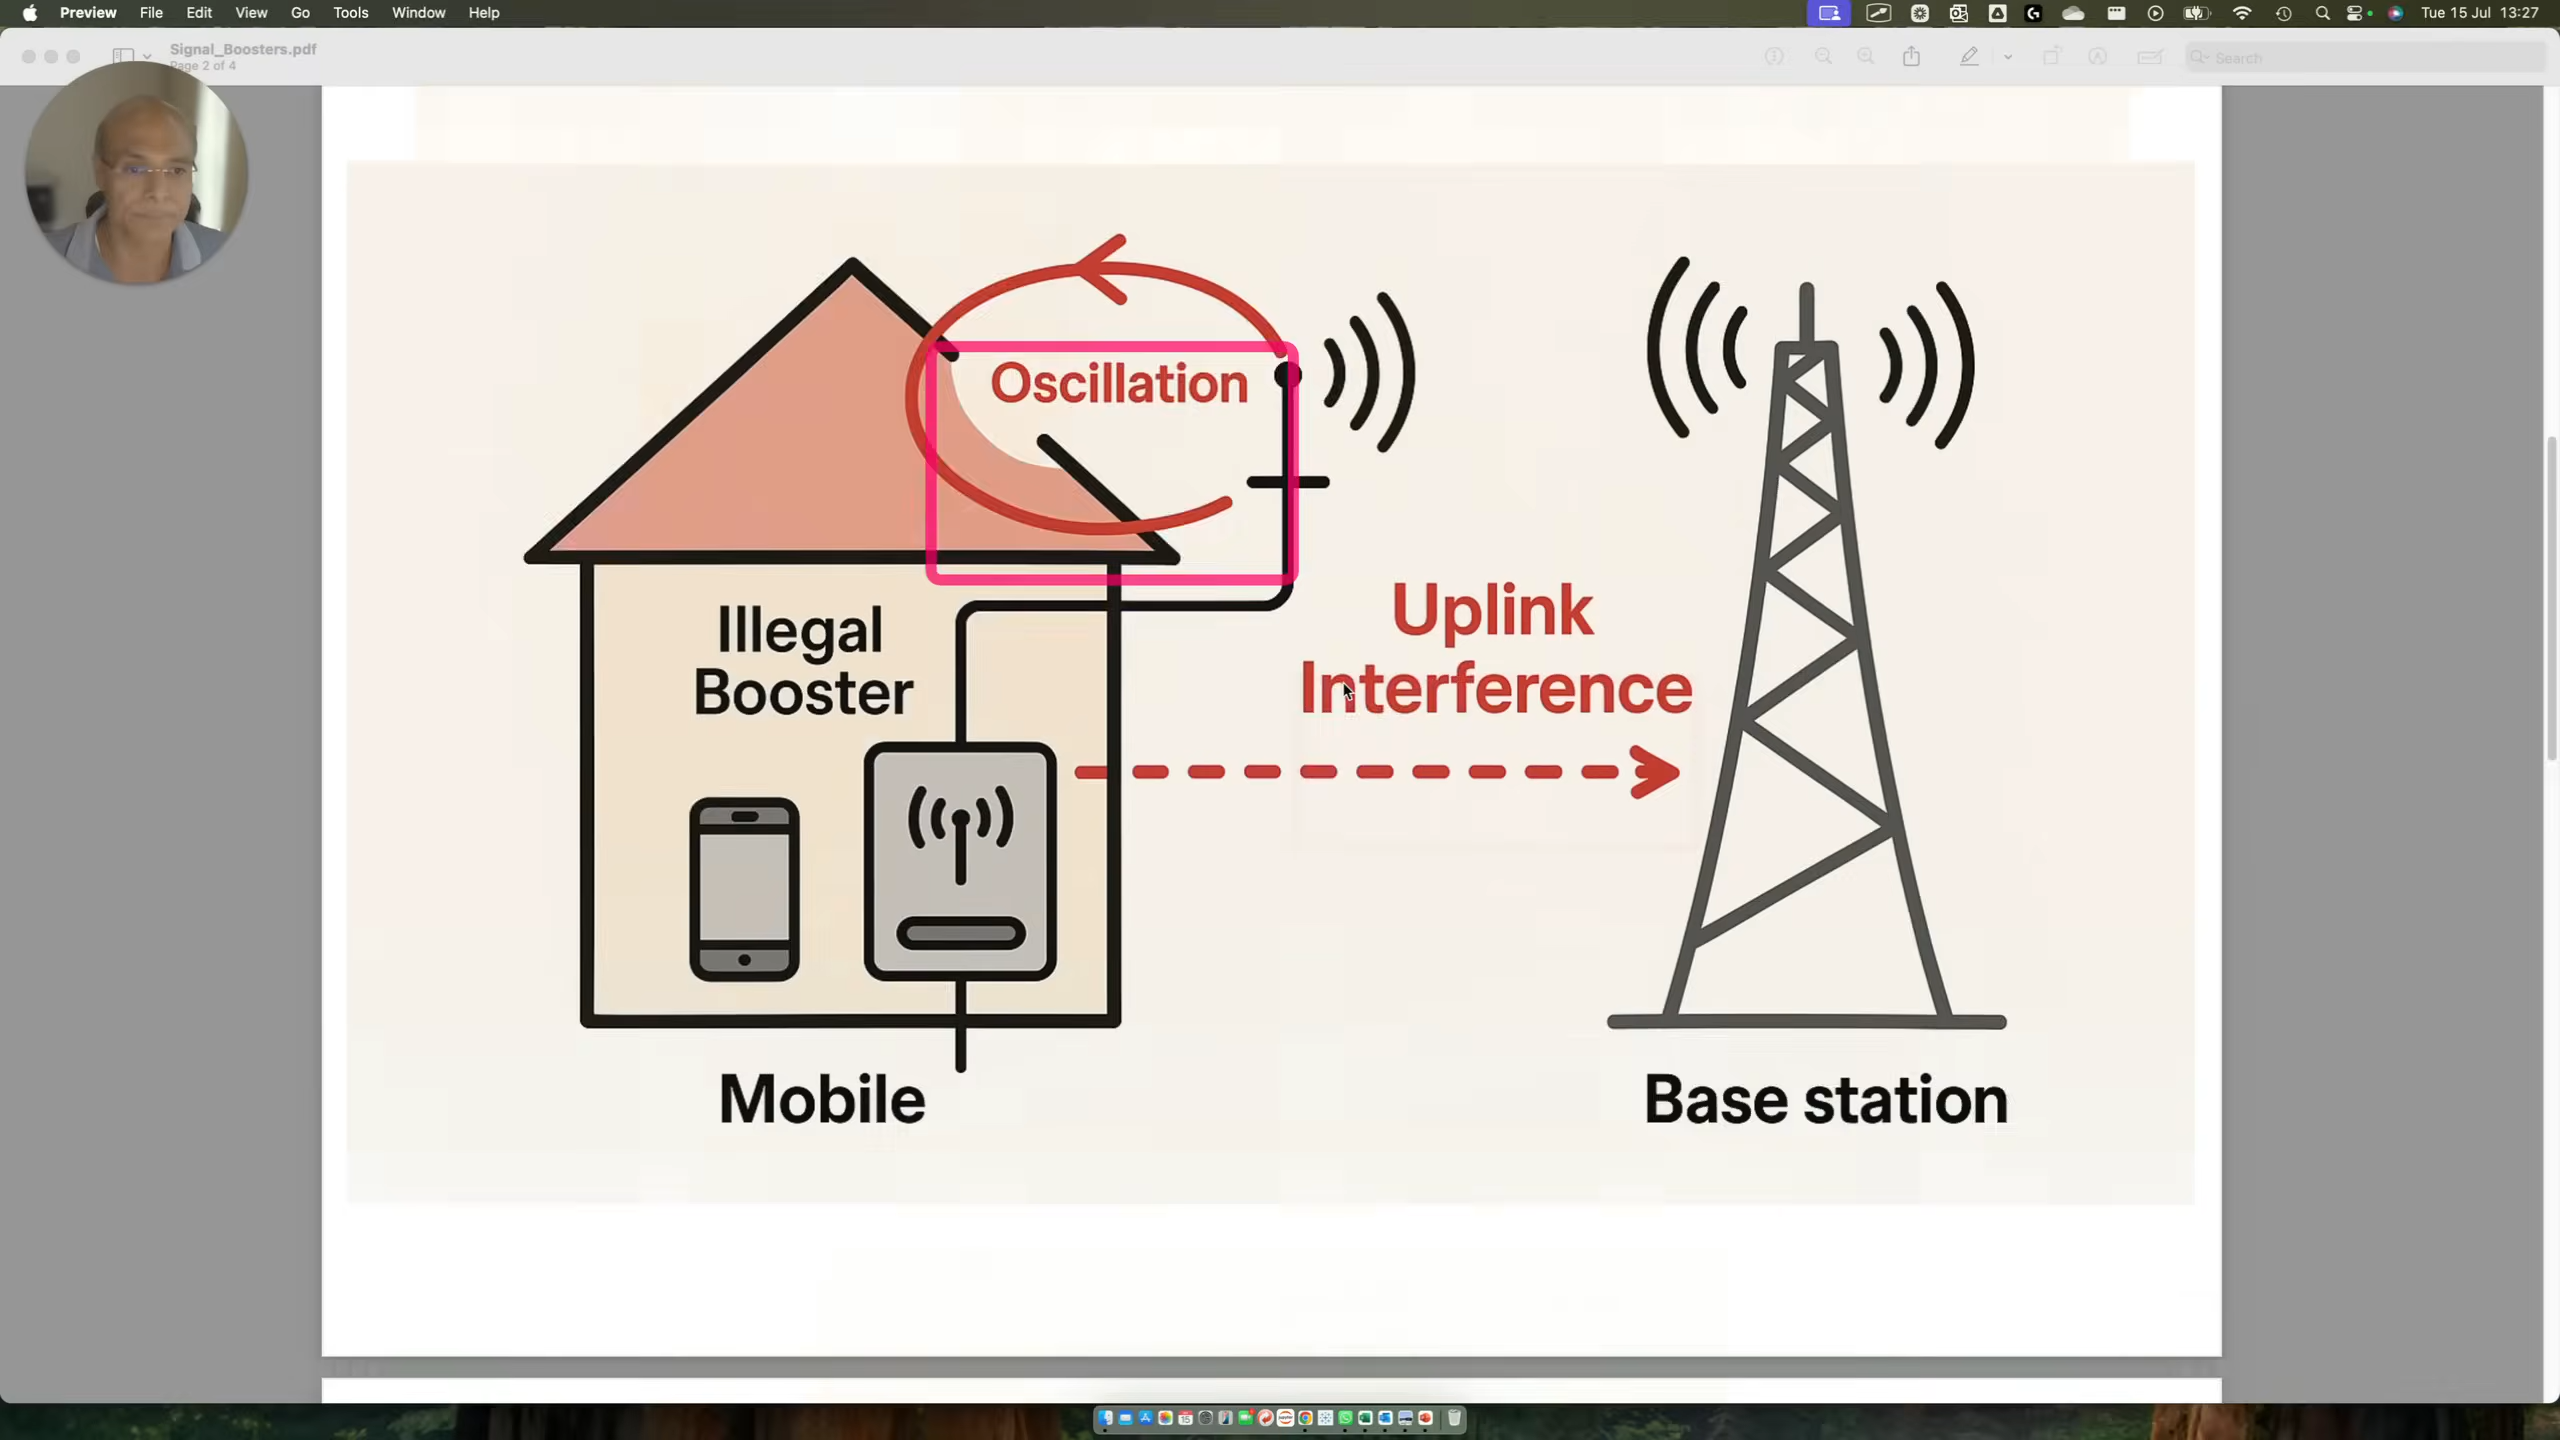 Preview File Edit View Go Tools Window Help
Tue 15 Jul 13:27
Signal_Boosters.pdf
Page 2 of 4
Search
Oscillation
Illegal
Booster
Uplink
Interference
Mobile
Base station